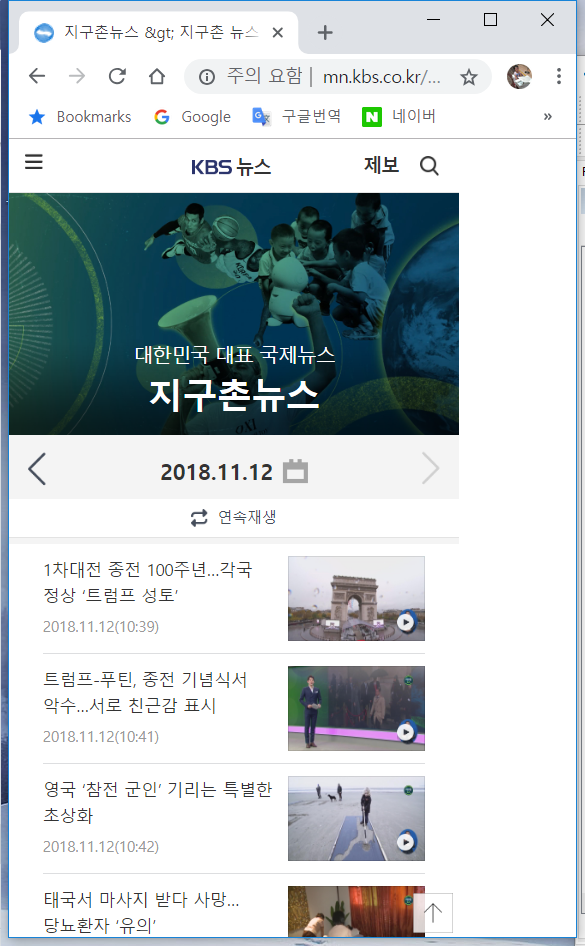 지구촌뉴스 &gt; 지구촌 뉴스
주의 요함 | mn.kbs.co.kr/...
Bookmarks Google 구글번역 네이버 »
KBS 뉴스 제보
대한민국 대표 국제뉴스
지구촌뉴스
2018.11.12
연속재생
1차대전 종전 100주년…각국
정상 ‘트럼프 성토’
2018.11.12(10:39)
트럼프-푸틴, 종전 기념식서
악수…서로 친근감 표시
2018.11.12(10:41)
영국 ‘참전 군인’ 기리는 특별한
초상화
2018.11.12(10:42)
태국서 마사지 받다 사망…
당뇨환자 ‘유의’